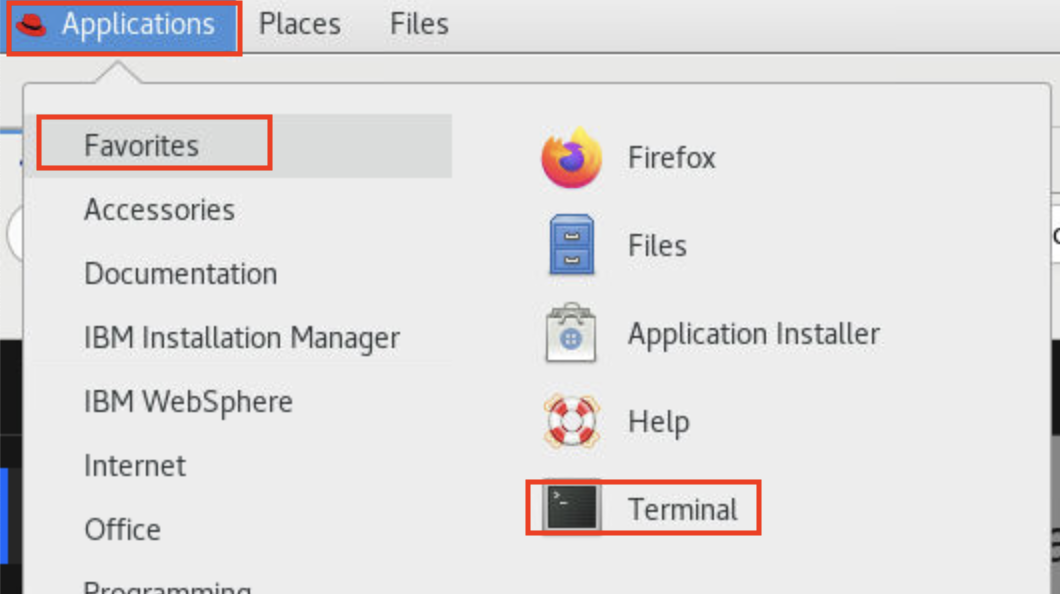 Applications Places Files
Favorites
Accessories
Documentation
IBM Installation Manager
IBM WebSphere
Internet
Office
Programming
Firefox
Files
Application Installer
Help
Terminal